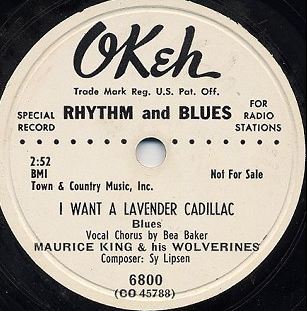 OKeh
Trade Mark Reg. U.S. Pat. Off.
SPECIAL RECORD RHYTHM and BLUES FOR RADIO STATIONS
2:52
BMI Not For Sale
Town & Country Music, Inc.
I WANT A LAVENDER CADILLAC
Blues
Vocal Chorus by Bea Baker
MAURICE KING & his WOLVERINES
Composer: Sy Lipsen
6800
(CO 45788)